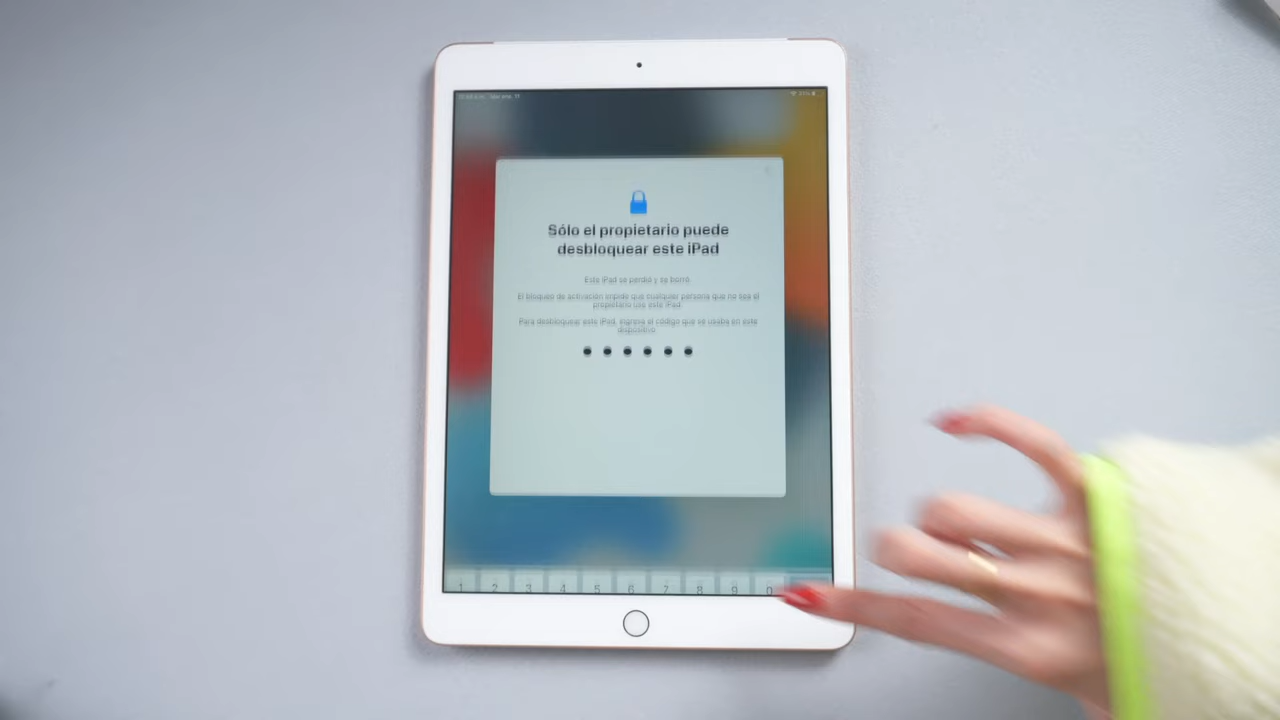 Sólo el propietario puede
desbloquear este iPad
Este iPad se perdió y se borró.
El bloqueo de activación impide que cualquier persona que no sea el
propietario use este iPad.
Para desbloquear este iPad, ingresa el código que se usaba en este
dispositivo
1 2 3 4 5 6 7 8 9 0